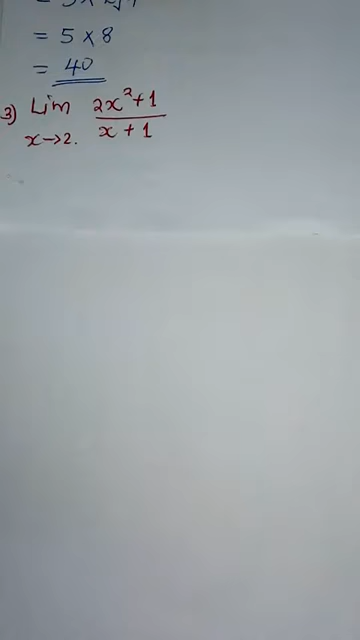 = 5 × 8
= 40
3) Lim 2x²+1
x→2. x + 1